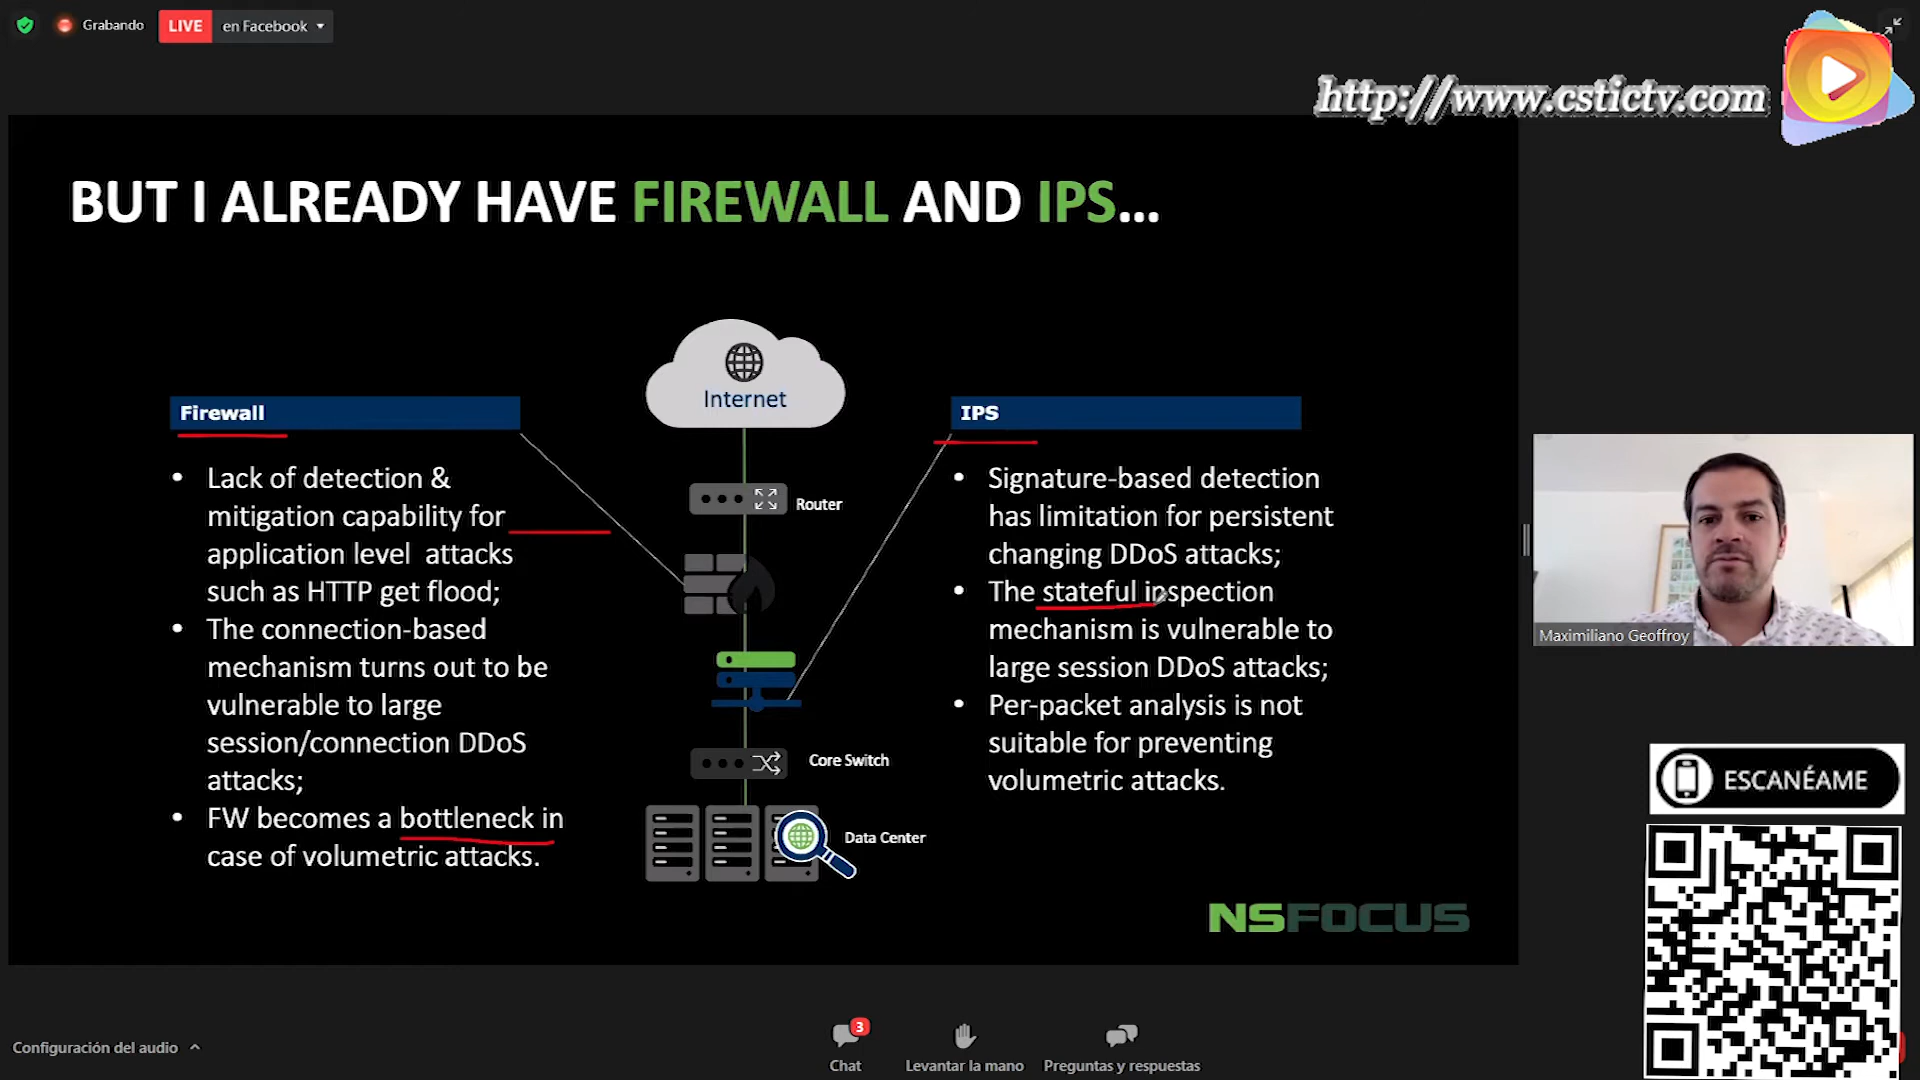 Grabando
LIVE en Facebook
http://www.cstictv.com
BUT I ALREADY HAVE FIREWALL AND IPS...
Internet
Firewall
• Lack of detection &
mitigation capability for
application level attacks
such as HTTP get flood;
• The connection-based
mechanism turns out to be
vulnerable to large
session/connection DDoS
attacks;
• FW becomes a bottleneck in
case of volumetric attacks.
Router
Core Switch
Data Center
IPS
• Signature-based detection
has limitation for persistent
changing DDoS attacks;
• The stateful inspection
mechanism is vulnerable to
large session DDoS attacks;
• Per-packet analysis is not
suitable for preventing
volumetric attacks.
NSFOCUS
Maximiliano Geoffroy
ESCANÉAME
Configuración del audio
3
Chat
Levantar la mano
Preguntas y respuestas